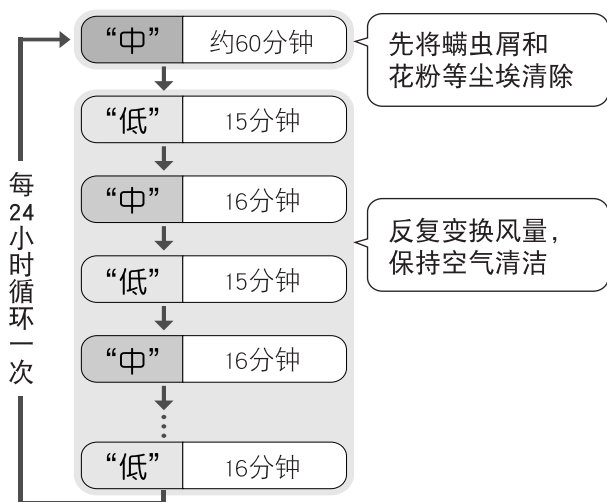 “中” 约60分钟
先将螨虫屑和
花粉等尘埃清除
“低” 15分钟
“中” 16分钟
反复变换风量，
保持空气清洁
“低” 15分钟
“中” 16分钟
“低” 16分钟
每24小时循环一次